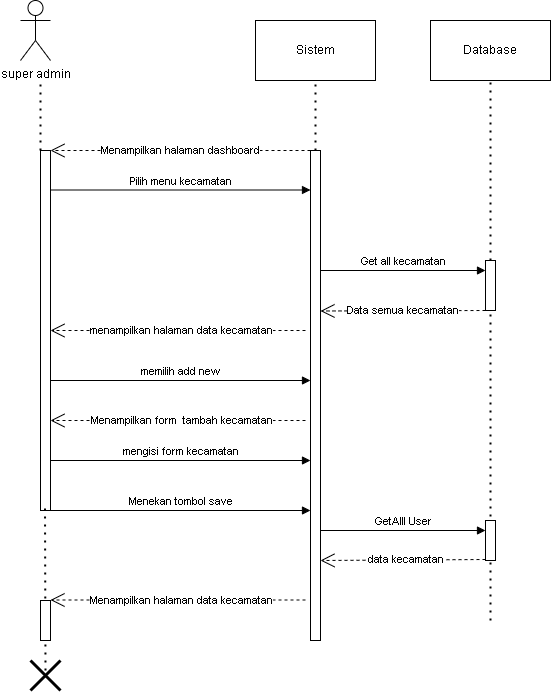 super admin
Sistem
Database
Menampilkan halaman dashboard
Pilih menu kecamatan
Get all kecamatan
Data semua kecamatan
menampilkan halaman data kecamatan
memilih add new
Menampilkan form tambah kecamatan
mengisi form kecamatan
Menekan tombol save
GetAlll User
data kecamatan
Menampilkan halaman data kecamatan